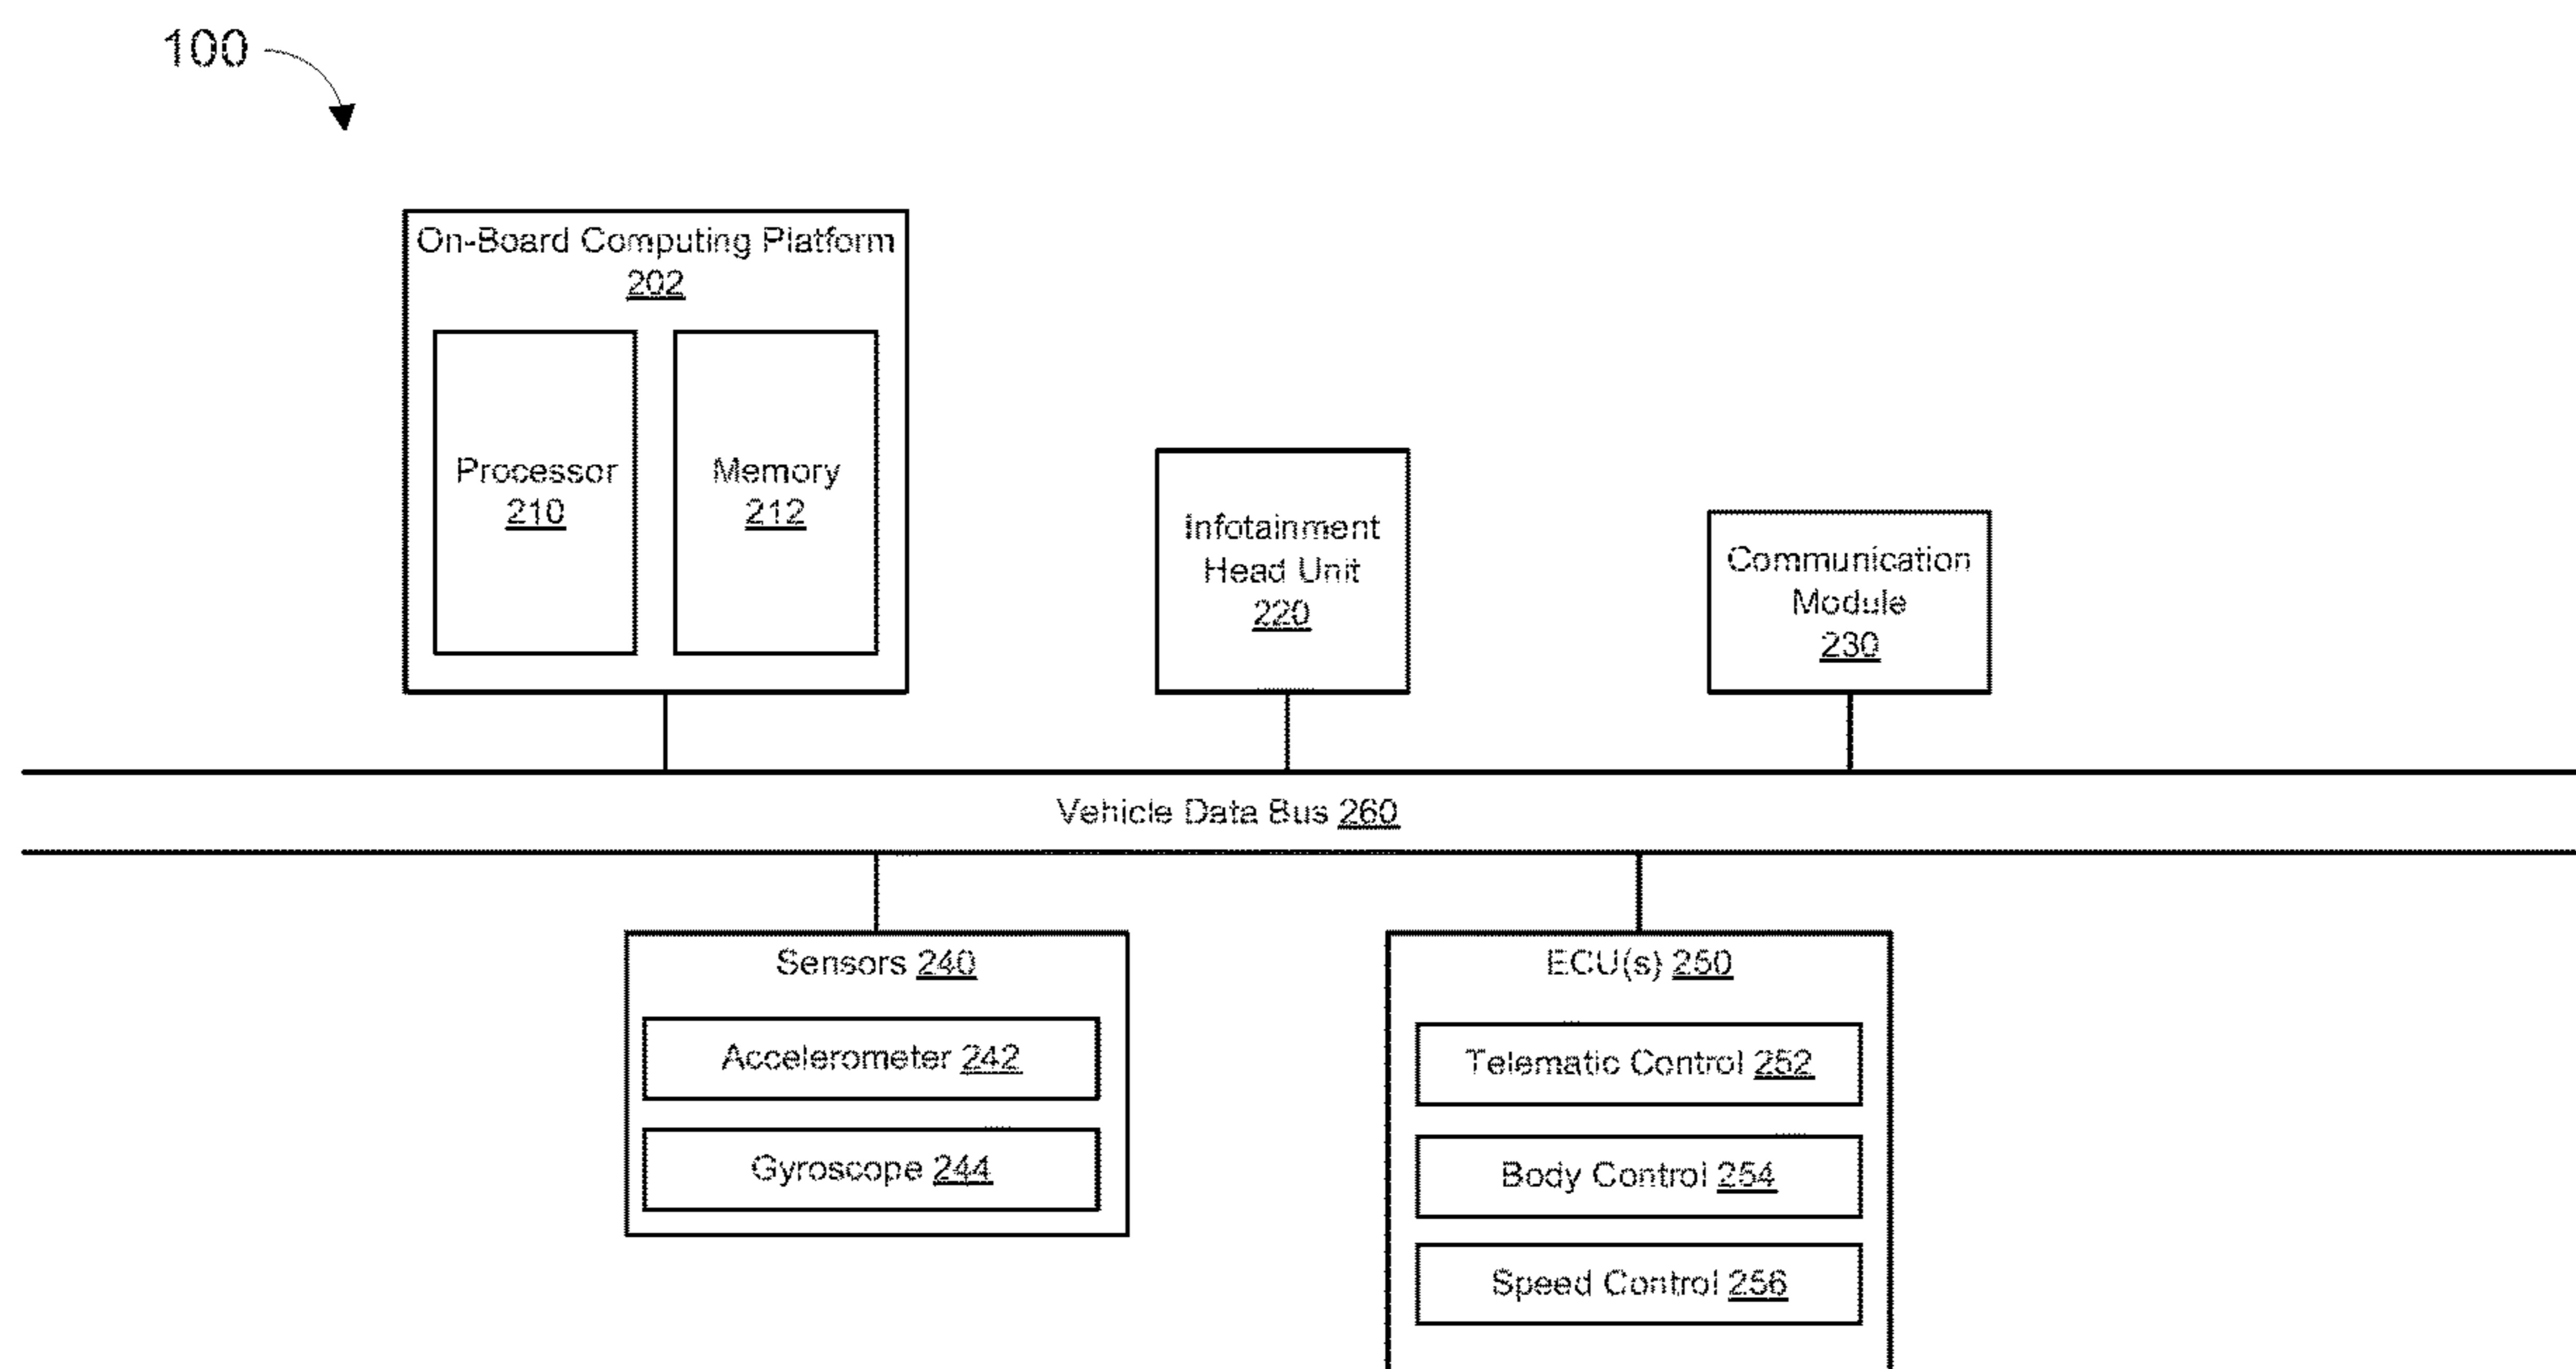 100
On-Board Computing Platform
202
Processor
210
Memory
212
Infotainment
Head Unit
220
Communication
Module
230
Vehicle Data Bus 260
Sensors 240
Accelerometer 242
Gyroscope 244
ECU(s) 250
Telematic Control 252
Body Control 254
Speed Control 256